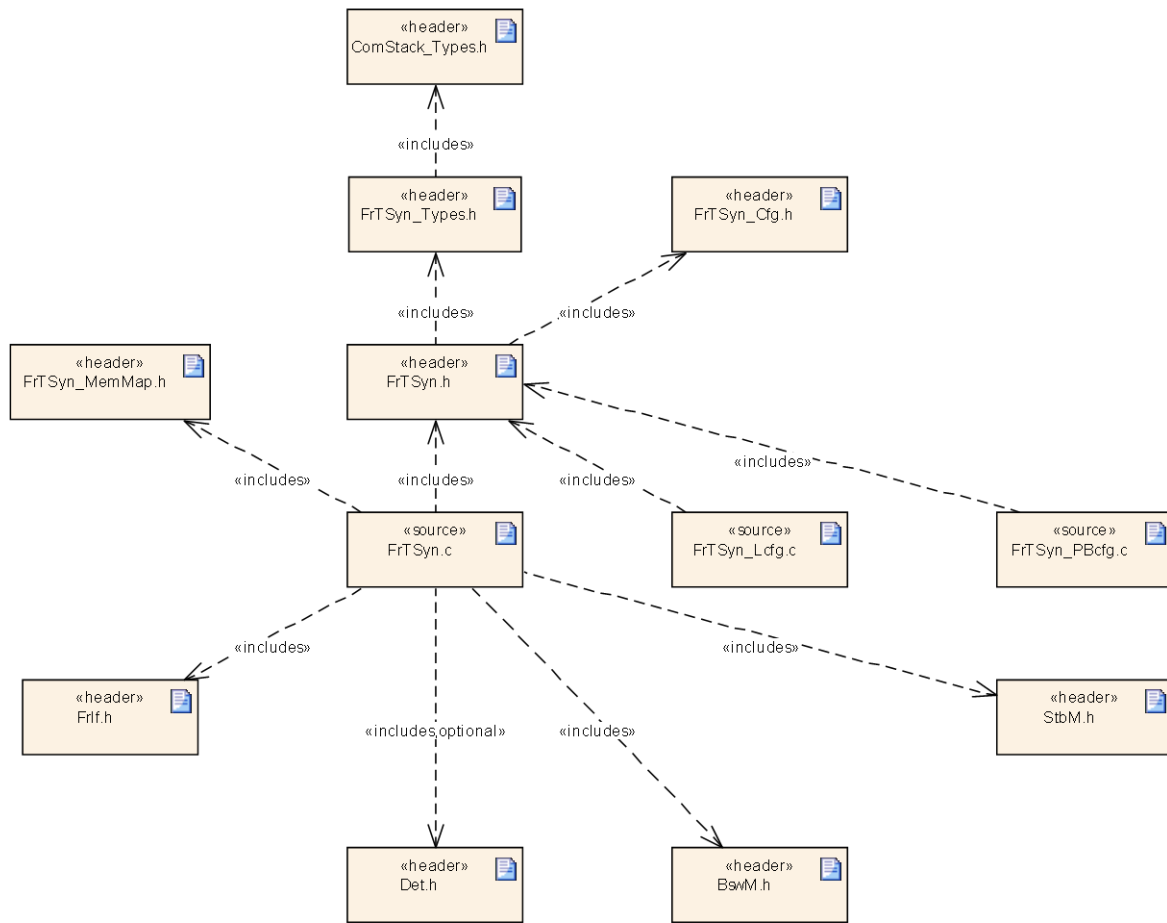 «header»
ComStack_Types.h
«includes»
«header»
FrTSyn_Types.h
«header»
FrTSyn_Cfg.h
«includes»
«includes»
«header»
FrTSyn_MemMap.h
«header»
FrTSyn.h
«includes»
«includes»
«includes»
«includes»
«source»
FrTSyn.c
«source»
FrTSyn_Lcfg.c
«source»
FrTSyn_PBcfg.c
«includes»
«includes»
«header»
FrIf.h
«header»
StbM.h
«includes optional»
«includes»
«header»
Det.h
«header»
BswM.h